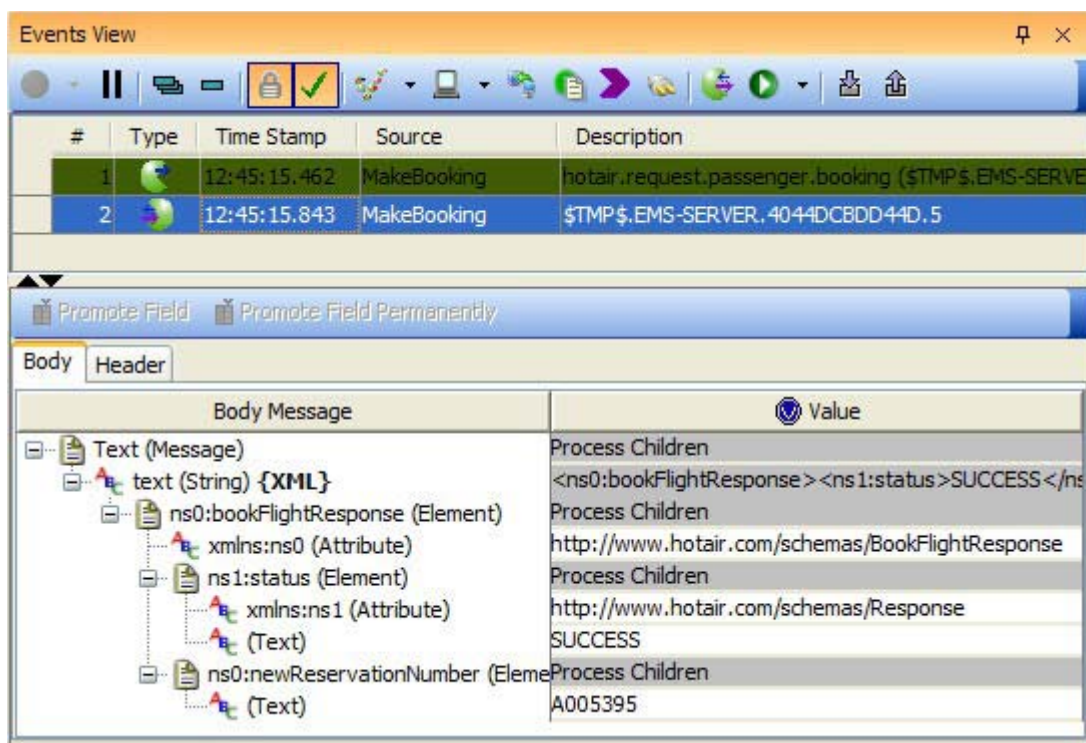 Events View
# Type Time Stamp Source Description
1 12:45:15.462 MakeBooking hotair.request.passenger.booking ($TMP$.EMS-SERVE
2 12:45:15.843 MakeBooking $TMP$.EMS-SERVER.4044DCBDD44D.5
Promote Field Promote Field Permanently
Body Header
Body Message Value
Text (Message) Process Children
text (String) {XML} <ns0:bookFlightResponse><ns1:status>SUCCESS</ns
ns0:bookFlightResponse (Element) Process Children
xmlns:ns0 (Attribute) http://www.hotair.com/schemas/BookFlightResponse
ns1:status (Element) Process Children
xmlns:ns1 (Attribute) http://www.hotair.com/schemas/Response
(Text) SUCCESS
ns0:newReservationNumber (Eleme Process Children
(Text) A005395